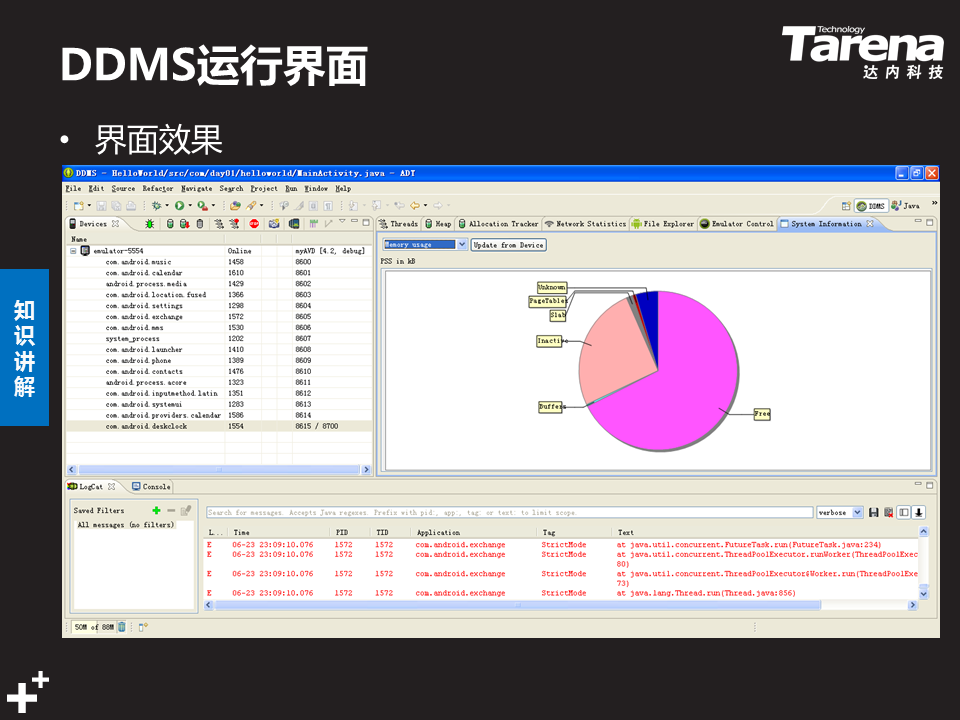 DDMS运行界面
Technology
Tarena
达内科技
• 界面效果
知识讲解
DDMS - HelloWorld/src/com/day01/helloworld/MainActivity.java - ADT
File Edit Source Refactor Navigate Search Project Run Window Help
DDMS Java
Devices
Name
emulator-5554 Online myAVD [4.2, debug]
com.android.music 1458 8600
com.android.calendar 1610 8601
android.process.media 1429 8602
com.android.location.fused 1366 8603
com.android.settings 1298 8604
com.android.exchange 1572 8605
com.android.mms 1530 8606
system_process 1202 8607
com.android.launcher 1410 8608
com.android.phone 1389 8609
com.android.contacts 1476 8610
android.process.acore 1323 8611
com.android.inputmethod.latin 1351 8612
com.android.systemui 1283 8613
com.android.providers.calendar 1586 8614
com.android.deskclock 1554 8615 / 8700
Threads Heap Allocation Tracker Network Statistics File Explorer Emulator Control System Information
Memory usage Update from Device
PSS in kB
Unknown
PageTables
Slab
Inactive
Buffers
Free
LogCat Console
Saved Filters
All messages (no filters)
Search for messages. Accepts Java regexes. Prefix with pid:, app:, tag: or text: to limit scope. verbose
L... Time PID TID Application Tag Text
E 06-23 23:09:10.076 1572 1572 com.android.exchange StrictMode at java.util.concurrent.FutureTask.run(FutureTask.java:234)
E 06-23 23:09:10.076 1572 1572 com.android.exchange StrictMode at java.util.concurrent.ThreadPoolExecutor.runWorker(ThreadPoolExec
80)
E 06-23 23:09:10.076 1572 1572 com.android.exchange StrictMode at java.util.concurrent.ThreadPoolExecutor$Worker.run(ThreadPoolExe
73)
E 06-23 23:09:10.076 1572 1572 com.android.exchange StrictMode at java.lang.Thread.run(Thread.java:856)
50M of 88M